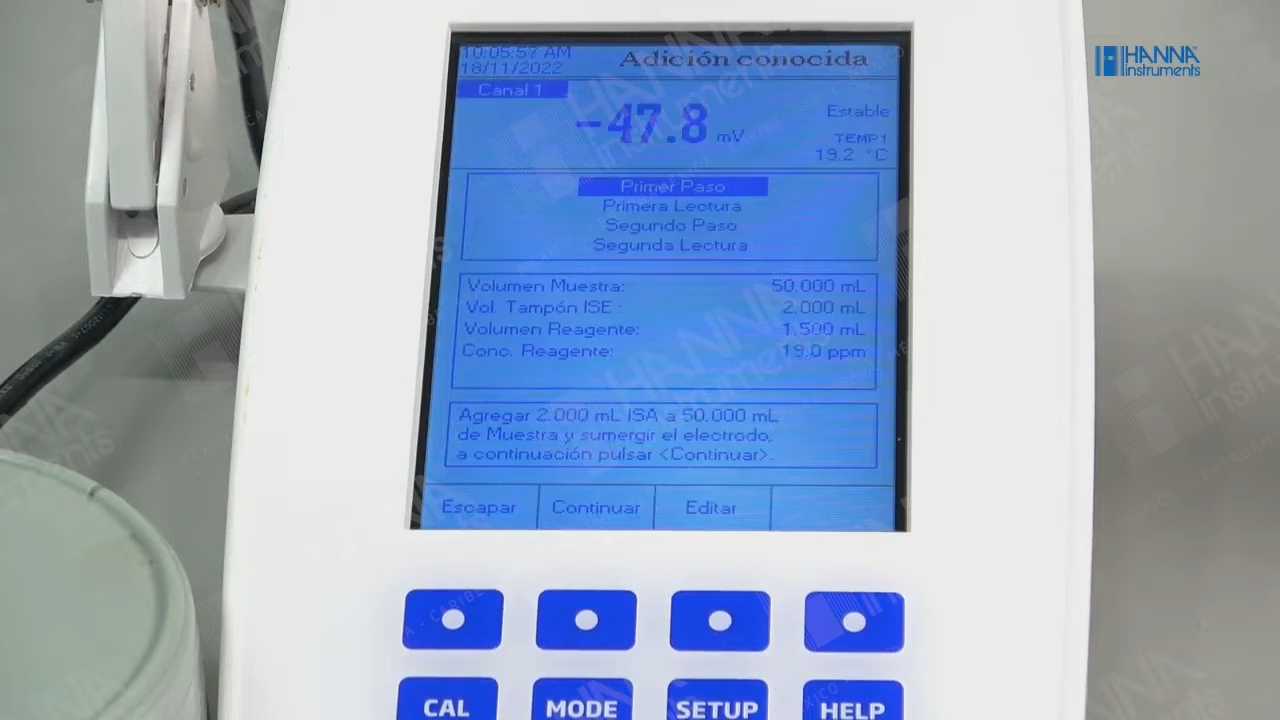 HANNA
instruments
10:05:57 AM
18/11/2022
Adición conocida
Canal 1
-47.8 mV
Estable
TEMP1
19.2 °C
Primer Paso
Primera Lectura
Segundo Paso
Segunda Lectura
Volumen Muestra: 50.000 mL
Vol. Tampón ISE : 2.000 mL
Volumen Reagente: 1.500 mL
Conc. Reagente: 19.0 ppm
Agregar 2.000 mL ISA a 50.000 mL
de Muestra y sumergir el electrodo,
a continuación pulsar <Continuar>.
Escapar Continuar Editar
CAL MODE SETUP HELP